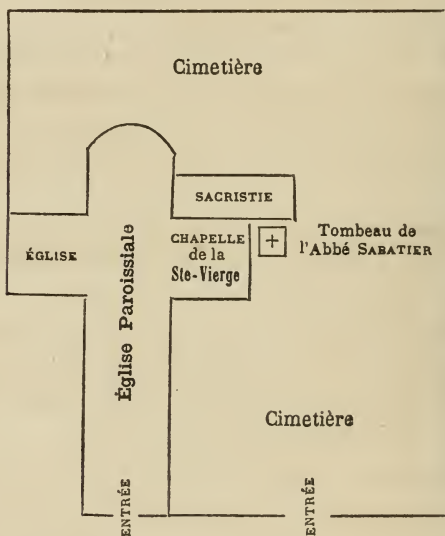 Cimetière
SACRISTIE
ÉGLISE
CHAPELLE
de la
Ste-Vierge
Tombeau de
l'Abbé SABATIER
Église Paroissiale
Cimetière
ENTRÉE
ENTRÉE